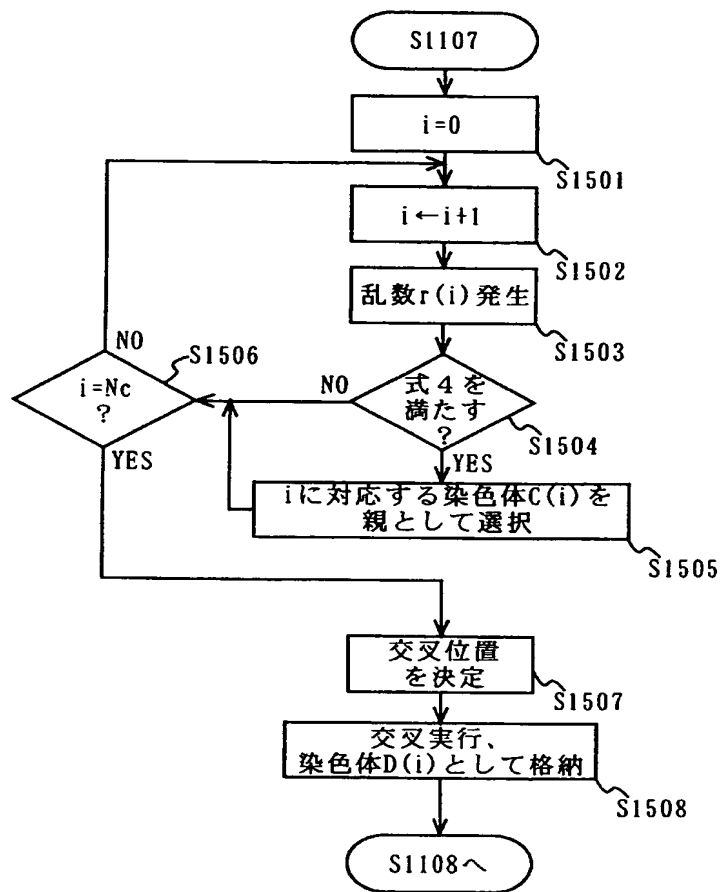 S1107
i=0
S1501
i←i+1
S1502
乱数r(i)発生
S1503
NO
S1506
i=Nc
?
YES
NO
式4を
満たす
?
S1504
YES
iに対応する染色体C(i)を
親として選択
S1505
交叉位置
を決定
S1507
交叉実行、
染色体D(i)として格納
S1508
S1108へ